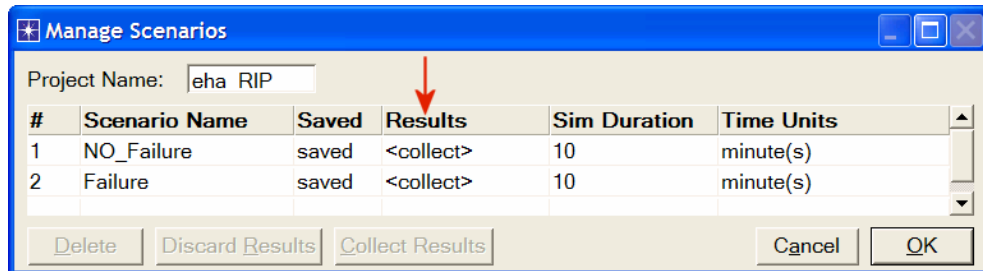 Manage Scenarios
Project Name: eha RIP
# Scenario Name Saved Results Sim Duration Time Units
1 NO_Failure saved <collect> 10 minute(s)
2 Failure saved <collect> 10 minute(s)
Delete Discard Results Collect Results Cancel OK